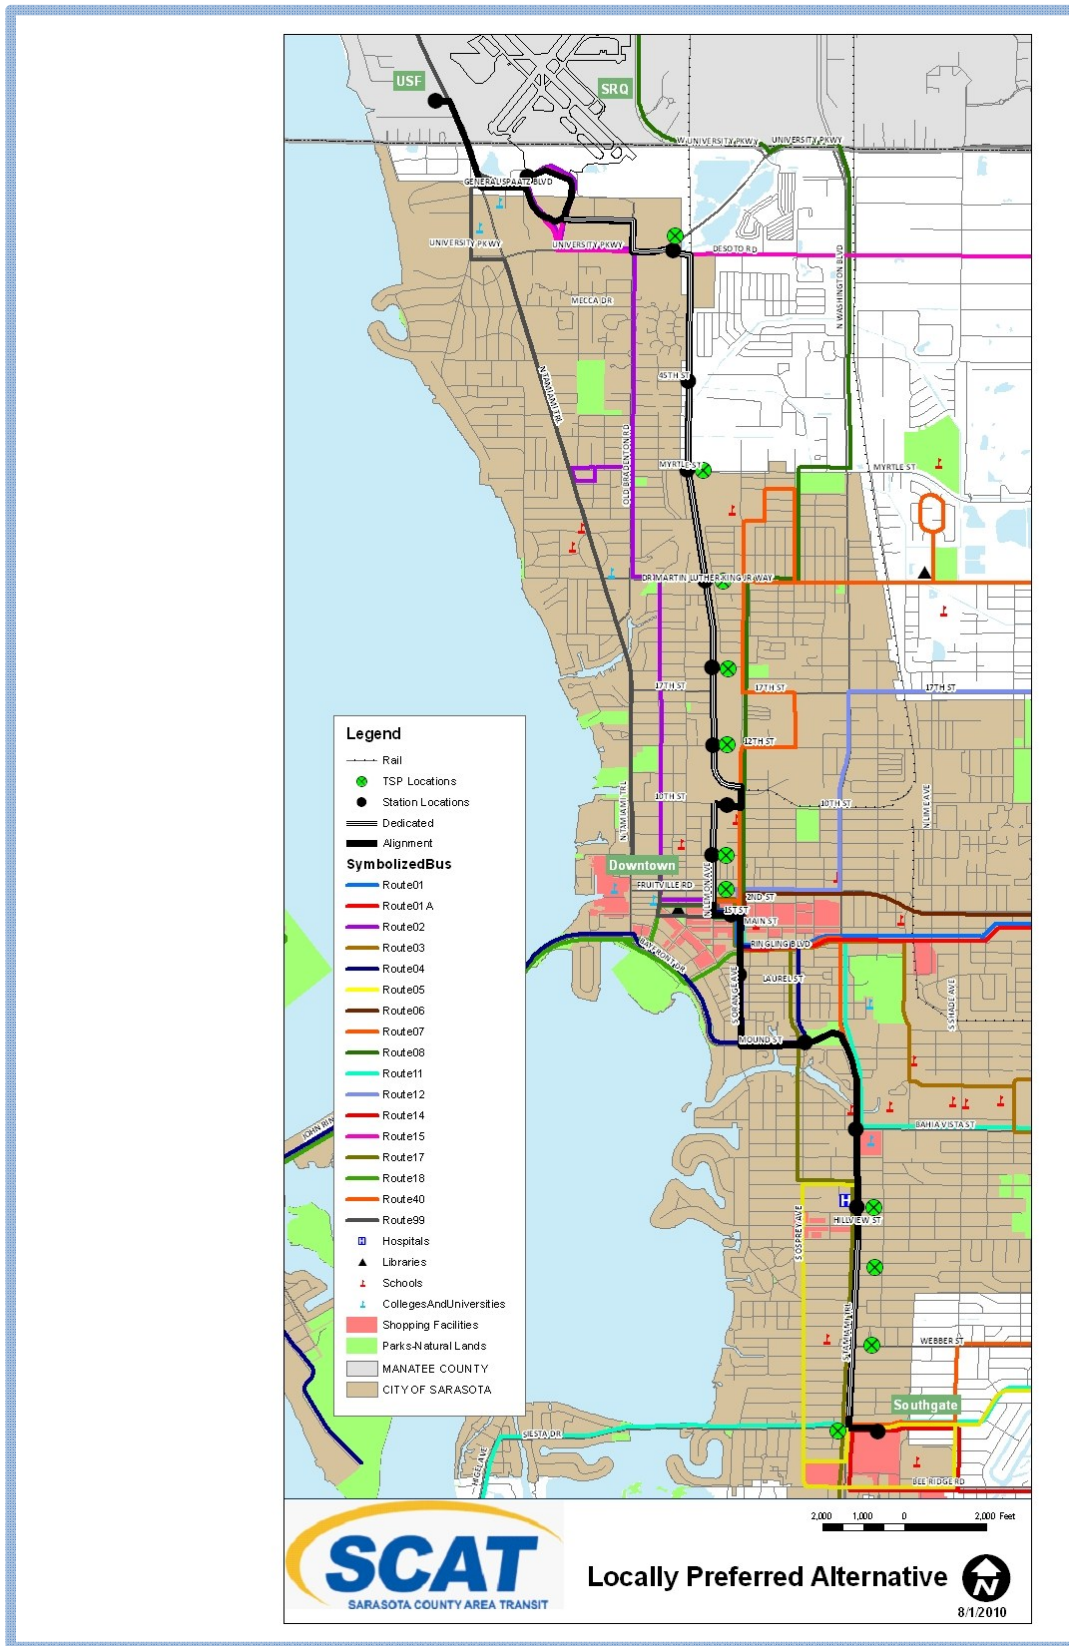 USF
SRQ
W UNIVERSITY PKWY
UNIVERSITY PKWY
GENERAL SPAATZ BLVD
UNIVERSITY PKWY
UNIVERSITY PKWY
DESOTO RD
N WASHINGTON BLVD
MECCA DR
N TAMIAMI TRL
45TH ST
OLD BRADENTON RD
MYRTLE ST
MYRTLE ST
DR MARTIN LUTHER KING JR WAY
17TH ST
17TH ST
17TH ST
12TH ST
10TH ST
10TH ST
N TAMIAMI TRL
N LIME AVE
Downtown
FRUITVILLE RD
N LEMON AVE
2ND ST
1ST ST
MAIN ST
RINGLING BLVD
BAYFRONT DR
S ORANGE AVE
LAUREL ST
S SHADE AVE
MOUND ST
BAHIA VISTA ST
JOHN RIN
H
HILLVIEW ST
S OSPREY AVE
S TAMIAMI TRL
WEBBER ST
Southgate
SIESTA DR
HIGEL AVE
BEE RIDGE RD
Legend
Rail
TSP Locations
Station Locations
Dedicated
Alignment
SymbolizedBus
Route01
Route01A
Route02
Route03
Route04
Route05
Route06
Route07
Route08
Route11
Route12
Route14
Route15
Route17
Route18
Route40
Route99
H Hospitals
Libraries
Schools
CollegesAndUniversities
Shopping Facilities
Parks-Natural Lands
MANATEE COUNTY
CITY OF SARASOTA
SCAT
SARASOTA COUNTY AREA TRANSIT
2,000 1,000 0 2,000 Feet
Locally Preferred Alternative
N
8/1/2010